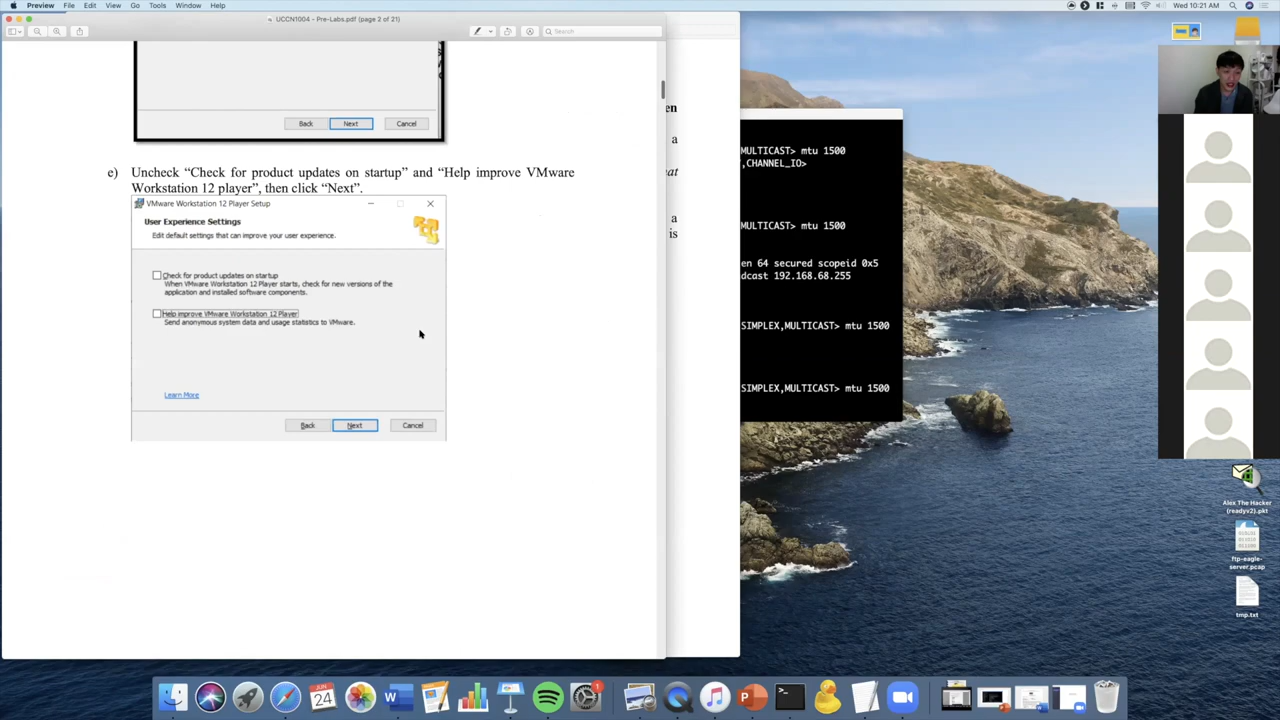 Preview File Edit View Go Tools Window Help
Wed 10:21 AM
UCCN1004 - Pre-Labs.pdf (page 2 of 21)
Search
Back Next Cancel
e) Uncheck “Check for product updates on startup” and “Help improve VMware
Workstation 12 player”, then click “Next”.
VMware Workstation 12 Player Setup
User Experience Settings
Edit default settings that can improve your user experience.
Check for product updates on startup
When VMware Workstation 12 Player starts, check for new versions of the
application and installed software components.
Help improve VMware Workstation 12 Player
Send anonymous system data and usage statistics to VMware.
Learn More
Back Next Cancel
en
a
at
a
is
MULTICAST> mtu 1500
,CHANNEL_IO>
MULTICAST> mtu 1500
en 64 secured scopeid 0x5
dcast 192.168.68.255
SIMPLEX,MULTICAST> mtu 1500
SIMPLEX,MULTICAST> mtu 1500
Alex The Hacker
(readyv2).pkt
ftp-eagle-
server.pcap
tmp.txt
JUN
24
1